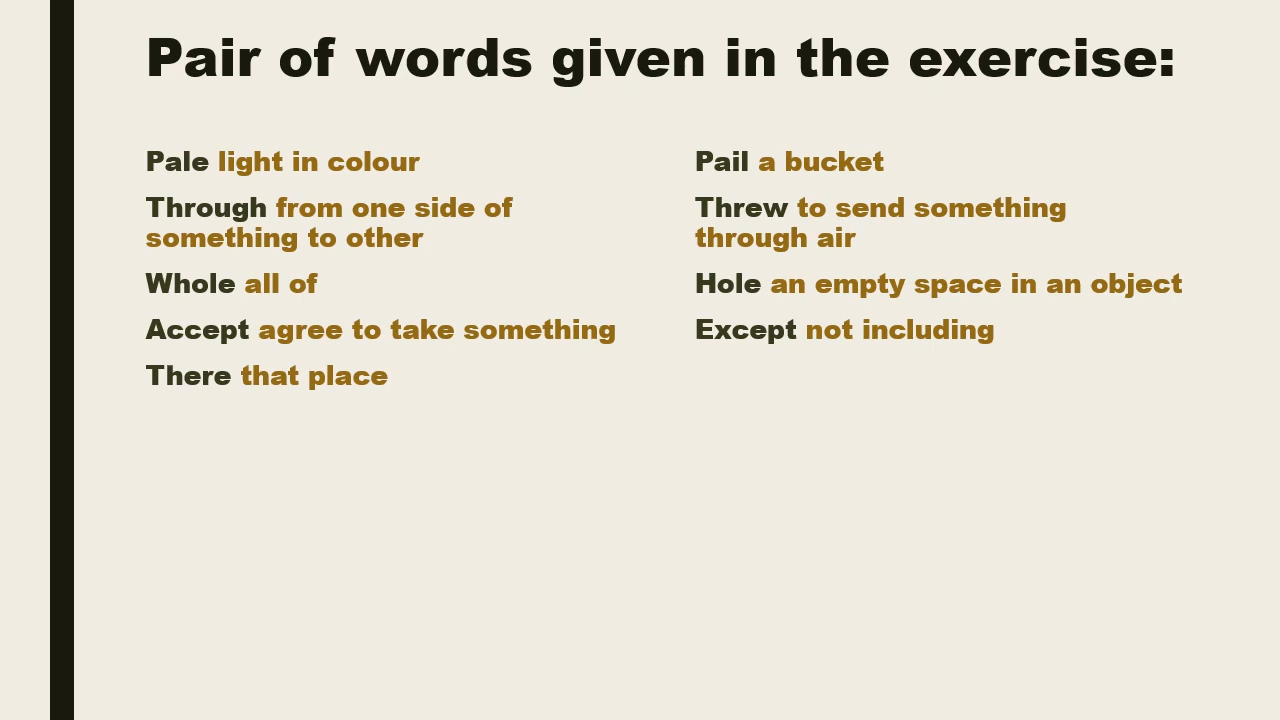 Pair of words given in the exercise:
Pale light in colour
Through from one side of
something to other
Whole all of
Accept agree to take something
There that place
Pail a bucket
Threw to send something
through air
Hole an empty space in an object
Except not including